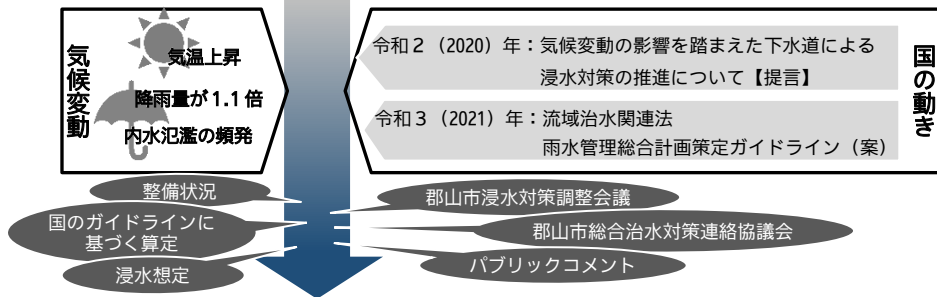 気候変動
気温上昇
降雨量が1.1倍
内水氾濫の頻発
令和2（2020）年：気候変動の影響を踏まえた下水道による
浸水対策の推進について【提言】
令和3（2021）年：流域治水関連法
雨水管理総合計画策定ガイドライン（案）
国の動き
整備状況
国のガイドラインに
基づく算定
浸水想定
郡山市浸水対策調整会議
郡山市総合治水対策連絡協議会
パブリックコメント